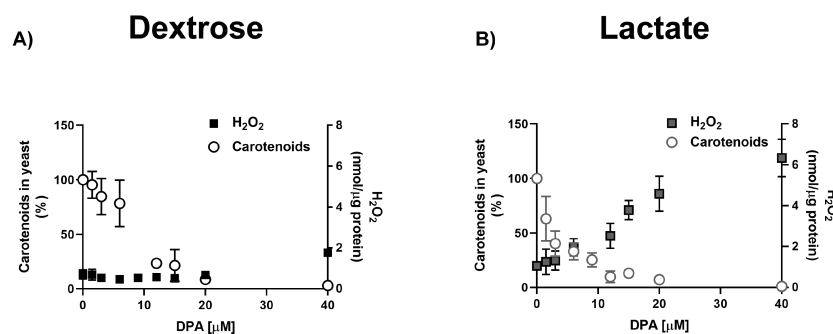 Dextrose
Lactate
A)
B)
H₂O₂
Carotenoids
Carotenoids in yeast
(%)
150
100
50
0
8
6
4
2
0
H₂O₂
(nmol/µg protein)
0
10
20
30
40
DPA [µM]
H₂O₂
Carotenoids
Carotenoids in yeast
(%)
150
100
50
0
8
6
4
2
0
H₂O₂
(nmol/µg protein)
0
10
20
30
40
DPA [µM]